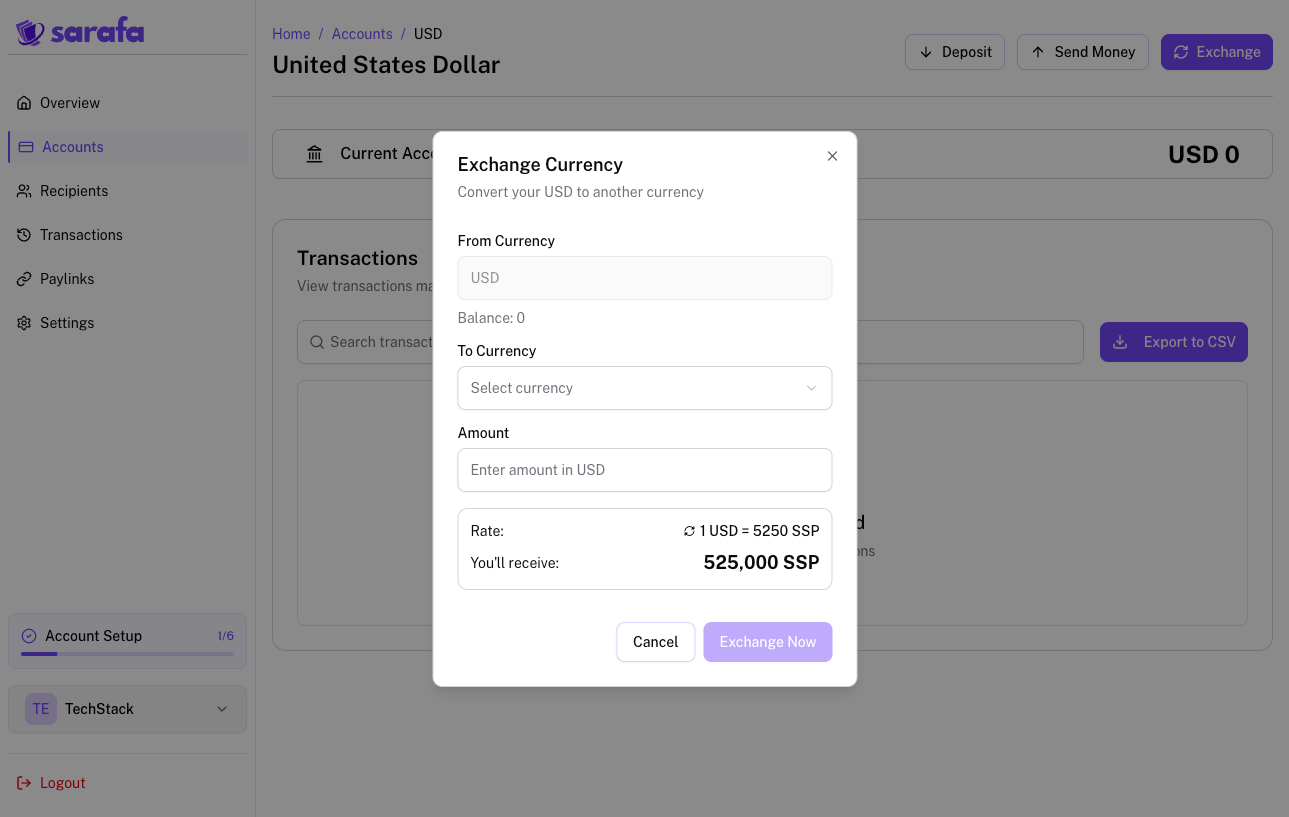 sarafa
Home / Accounts / USD
United States Dollar
Deposit
Send Money
Exchange
Overview
Accounts
Recipients
Transactions
Paylinks
Settings
Current Acc
USD 0
Transactions
View transactions ma
Search transact
Export to CSV
d
ons
Exchange Currency
Convert your USD to another currency
From Currency
USD
Balance: 0
To Currency
Select currency
Amount
Enter amount in USD
Rate: 1 USD = 5250 SSP
You'll receive: 525,000 SSP
Cancel
Exchange Now
Account Setup 1/6
TE TechStack
Logout